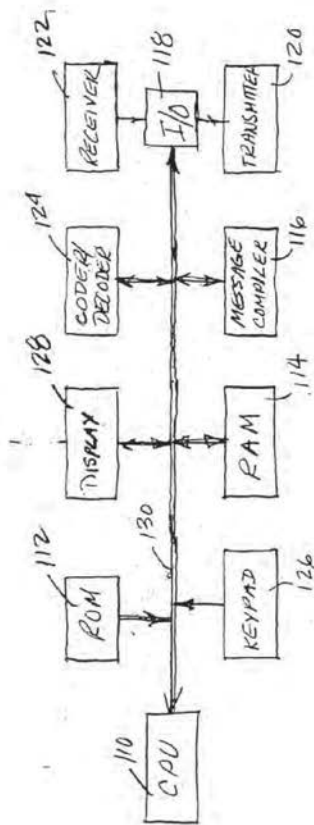 122
RECEIVER
118
I/O
120
TRANSMITTER
124
CODER/
DECODER
116
MESSAGE
COMPILER
128
DISPLAY
114
RAM
130
112
ROM
126
KEYPAD
110
CPU